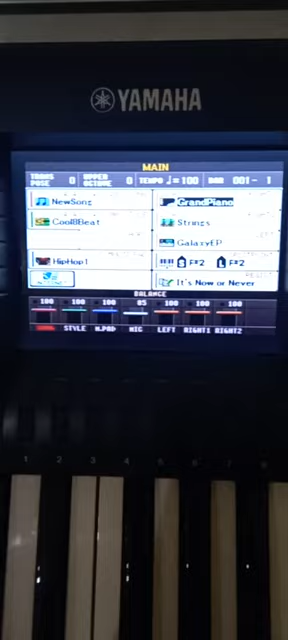 YAMAHA
MAIN
TRANS POSE 0 UPPER OCTAVE 0 TEMPO ♩=100 BAR 001- 1
NewSong
GrandPiano
Cool8Beat
Strings
GalaxyEP
HipHop1
S F#2 L F#2
It's Now or Never
BALANCE
100 100 100 85 100 100 100
SONG STYLE M.PAD MIC LEFT RIGHT1 RIGHT2
1 2 3 4 5 6 7 8